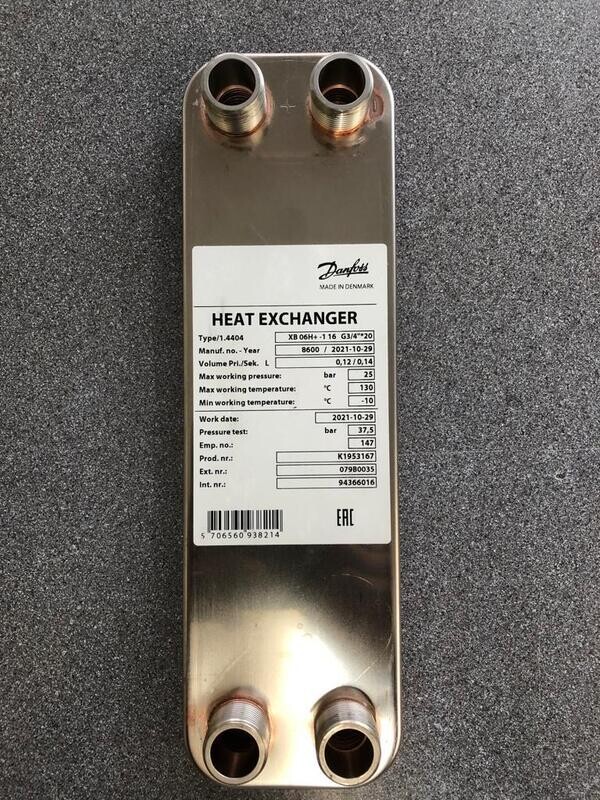 Danfoss
MADE IN DENMARK
HEAT EXCHANGER
Type/1.4404 XB 06H+ -1 16 G3/4"*20
Manuf. no. - Year 8600 / 2021-10-29
Volume Pri./Sek. L 0,12 / 0,14
Max working pressure: bar 25
Max working temperature: °C 130
Min working temperature: °C -10
Work date: 2021-10-29
Pressure test: bar 37,5
Emp. no.: 147
Prod. nr.: K1953167
Ext. nr.: 079B0035
Int. nr.: 94366016
EAC
5 706560 938214